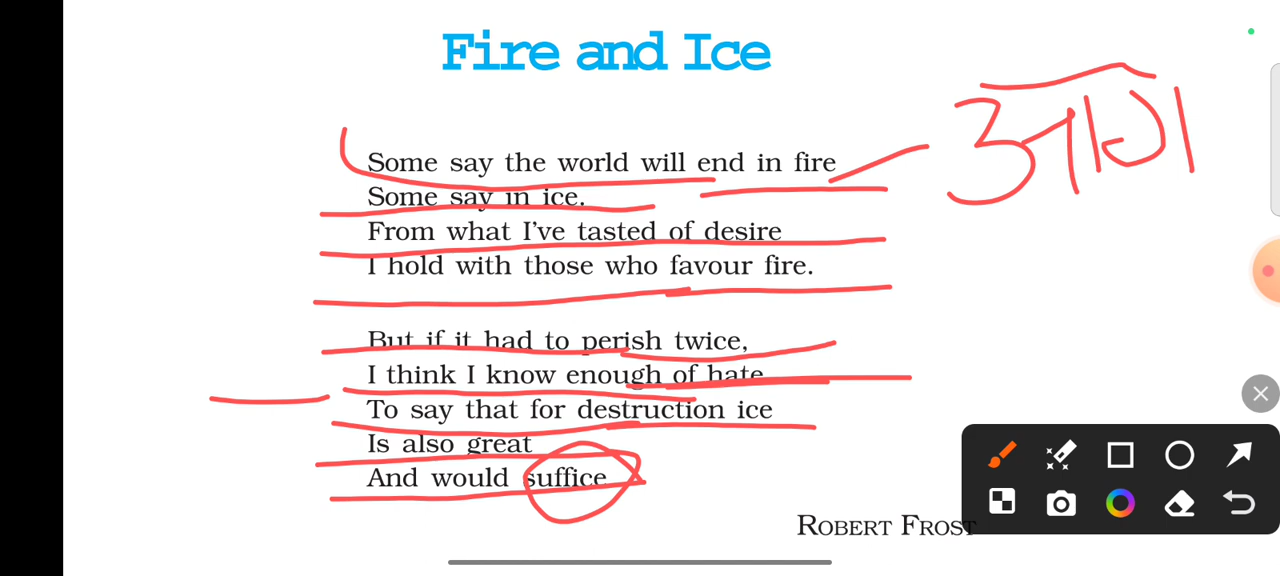 Fire and Ice
Some say the world will end in fire
Some say in ice.
From what I've tasted of desire
I hold with those who favour fire.
But if it had to perish twice,
I think I know enough of hate
To say that for destruction ice
Is also great
And would suffice
ROBERT FROST